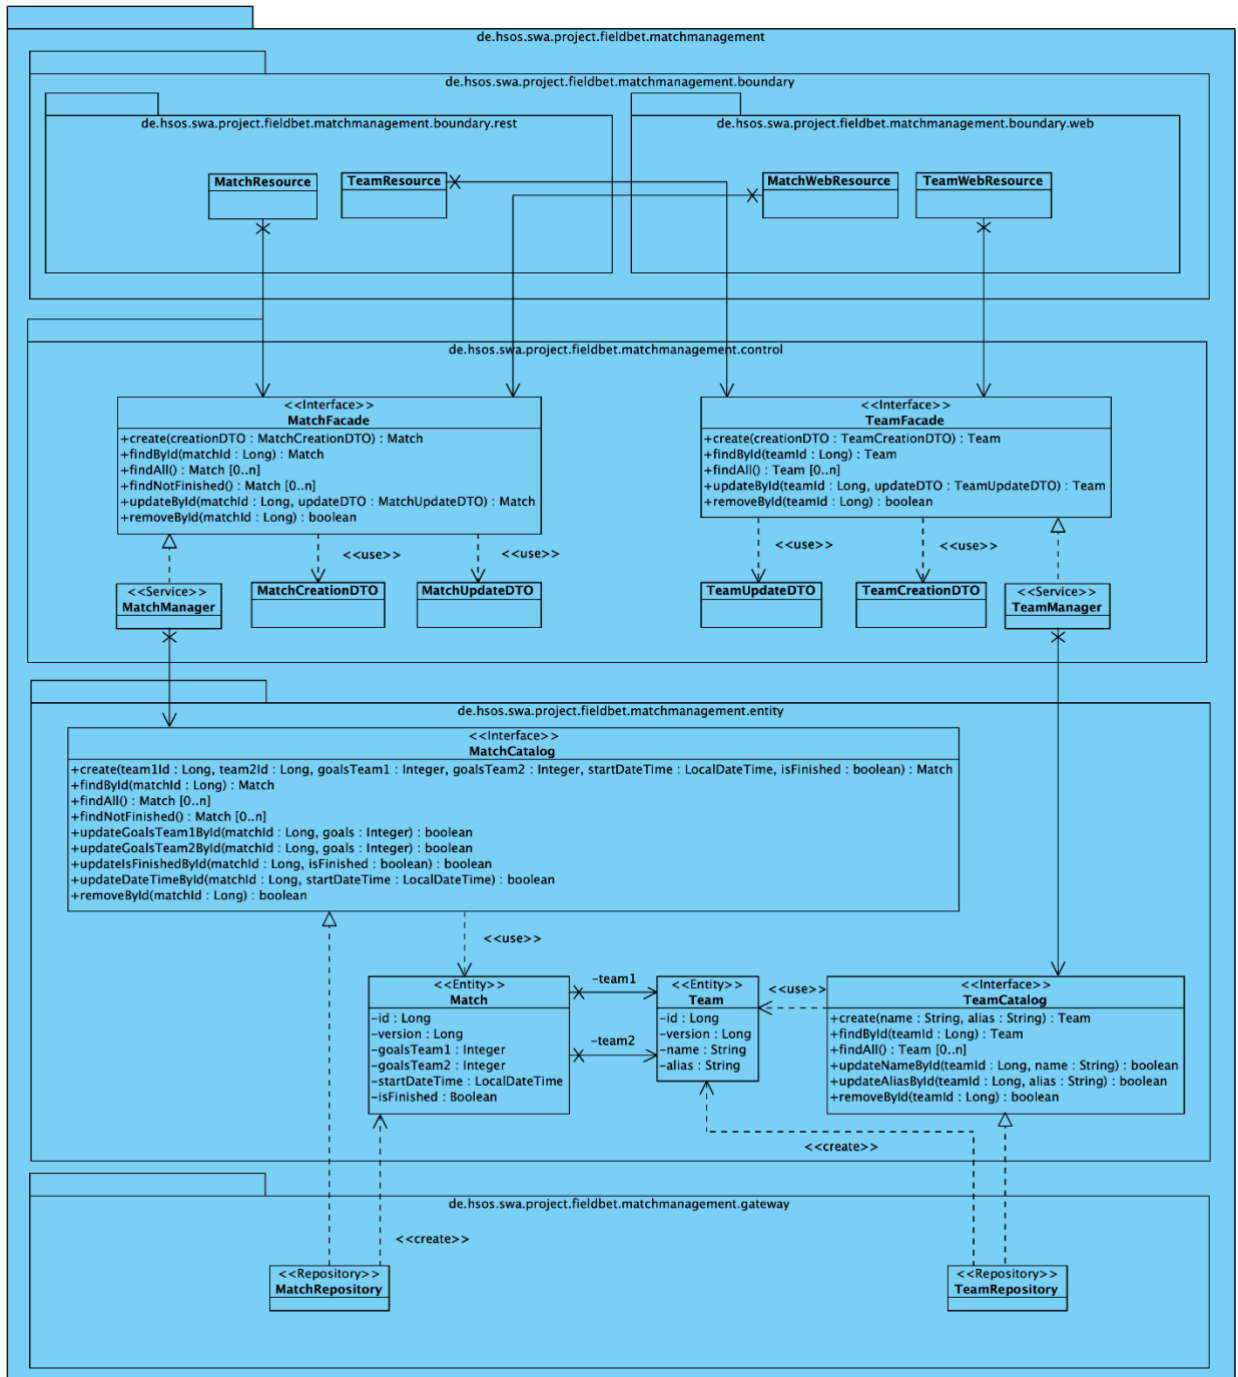 de.hsos.swa.project.fieldbet.matchmanagement
de.hsos.swa.project.fieldbet.matchmanagement.boundary
de.hsos.swa.project.fieldbet.matchmanagement.boundary.rest
de.hsos.swa.project.fieldbet.matchmanagement.boundary.web
MatchResource
TeamResource
MatchWebResource
TeamWebResource
de.hsos.swa.project.fieldbet.matchmanagement.control
<<Interface>>
MatchFacade
+create(creationDTO : MatchCreationDTO) : Match
+findById(matchId : Long) : Match
+findAll() : Match [0..n]
+findNotFinished() : Match [0..n]
+updateById(matchId : Long, updateDTO : MatchUpdateDTO) : Match
+removeById(matchId : Long) : boolean
<<Interface>>
TeamFacade
+create(creationDTO : TeamCreationDTO) : Team
+findById(teamId : Long) : Team
+findAll() : Team [0..n]
+updateById(teamId : Long, updateDTO : TeamUpdateDTO) : Team
+removeById(teamId : Long) : boolean
<<use>>
<<use>>
<<use>>
<<use>>
<<Service>>
MatchManager
MatchCreationDTO
MatchUpdateDTO
TeamUpdateDTO
TeamCreationDTO
<<Service>>
TeamManager
de.hsos.swa.project.fieldbet.matchmanagement.entity
<<Interface>>
MatchCatalog
+create(team1Id : Long, team2Id : Long, goalsTeam1 : Integer, goalsTeam2 : Integer, startDateTime : LocalDateTime, isFinished : boolean) : Match
+findById(matchId : Long) : Match
+findAll() : Match [0..n]
+findNotFinished() : Match [0..n]
+updateGoalsTeam1ById(matchId : Long, goals : Integer) : boolean
+updateGoalsTeam2ById(matchId : Long, goals : Integer) : boolean
+updateIsFinishedById(matchId : Long, isFinished : boolean) : boolean
+updateDateTimeById(matchId : Long, startDateTime : LocalDateTime) : boolean
+removeById(matchId : Long) : boolean
<<use>>
<<Entity>>
Match
-id : Long
-version : Long
-goalsTeam1 : Integer
-goalsTeam2 : Integer
-startDateTime : LocalDateTime
-isFinished : Boolean
-team1
-team2
<<Entity>>
Team
-id : Long
-version : Long
-name : String
-alias : String
<<use>>
<<Interface>>
TeamCatalog
+create(name : String, alias : String) : Team
+findById(teamId : Long) : Team
+findAll() : Team [0..n]
+updateNameById(teamId : Long, name : String) : boolean
+updateAliasById(teamId : Long, alias : String) : boolean
+removeById(teamId : Long) : boolean
<<create>>
de.hsos.swa.project.fieldbet.matchmanagement.gateway
<<create>>
<<Repository>>
MatchRepository
<<Repository>>
TeamRepository